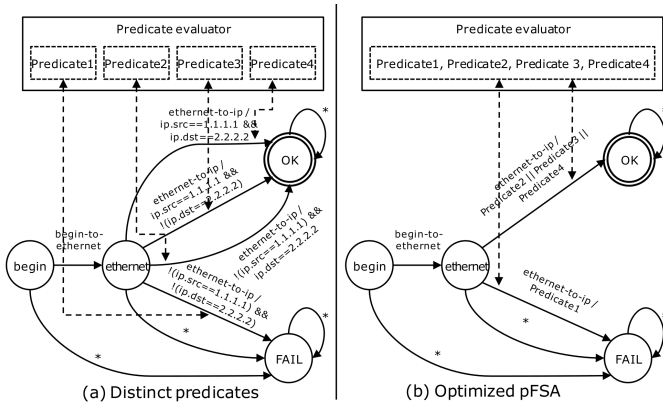 Predicate evaluator
Predicate1
Predicate2
Predicate3
Predicate4
ethernet-to-ip /
ip.src==1.1.1.1 &&
ip.dst==2.2.2.2
*
OK
ethernet-to-ip /
ip.src==1.1.1.1 &&
!(ip.dst==2.2.2.2)
ethernet-to-ip /
!(ip.src==1.1.1.1) &&
ip.dst==2.2.2.2
begin-to-
ethernet
begin
ethernet
ethernet-to-ip /
!(ip.src==1.1.1.1) &&
!(ip.dst==2.2.2.2)
*
*
*
FAIL
(a) Distinct predicates
Predicate evaluator
Predicate1, Predicate2, Predicate 3, Predicate4
*
OK
ethernet-to-ip /
Predicate2 || Predicate3 ||
Predicate4
begin-to-
ethernet
begin
ethernet
ethernet-to-ip /
Predicate1
*
*
*
FAIL
(b) Optimized pFSA